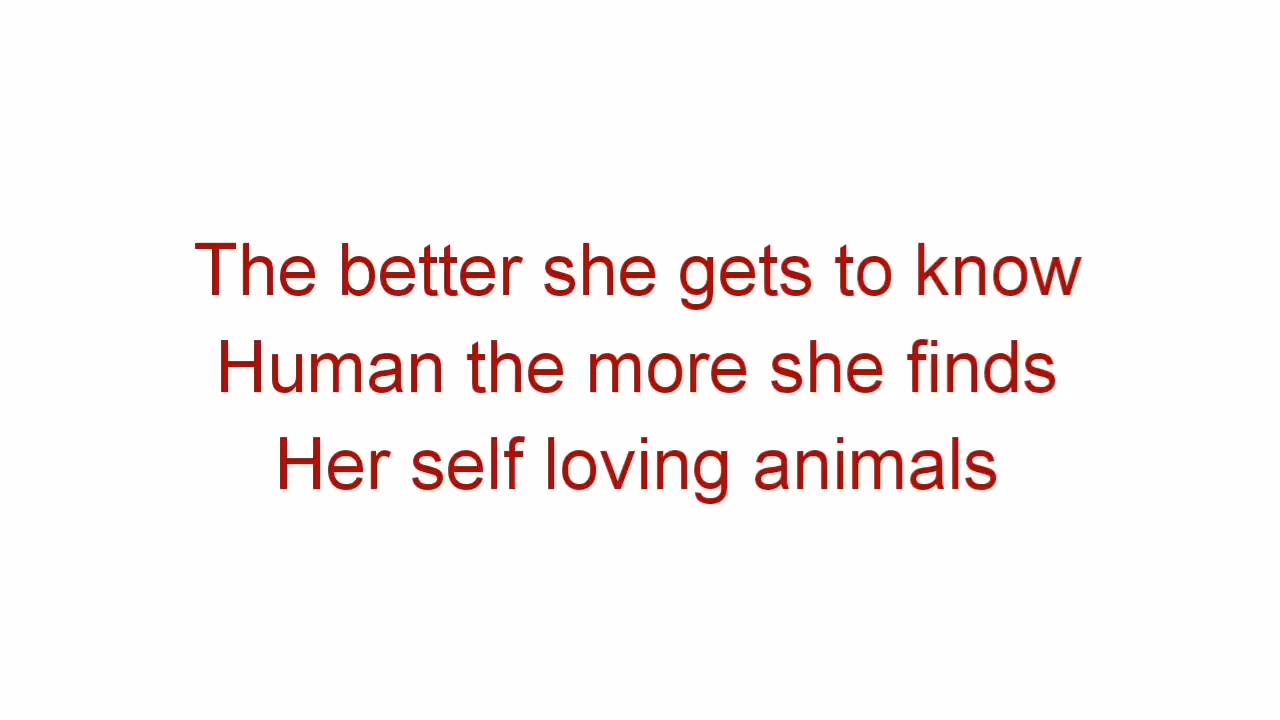 The better she gets to know
Human the more she finds
Her self loving animals